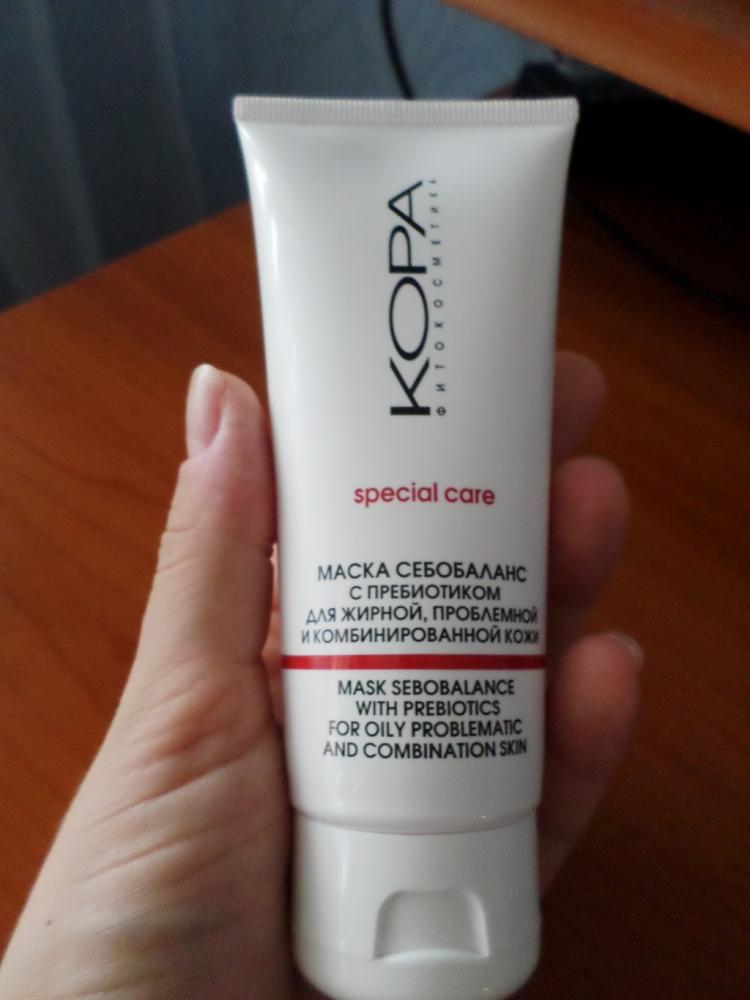 КОРА
ФИТОКОСМЕТИКА
special care
МАСКА СЕБОБАЛАНС
С ПРЕБИОТИКОМ
ДЛЯ ЖИРНОЙ, ПРОБЛЕМНОЙ
И КОМБИНИРОВАННОЙ КОЖИ
MASK SEBOBALANCE
WITH PREBIOTICS
FOR OILY PROBLEMATIC
AND COMBINATION SKIN